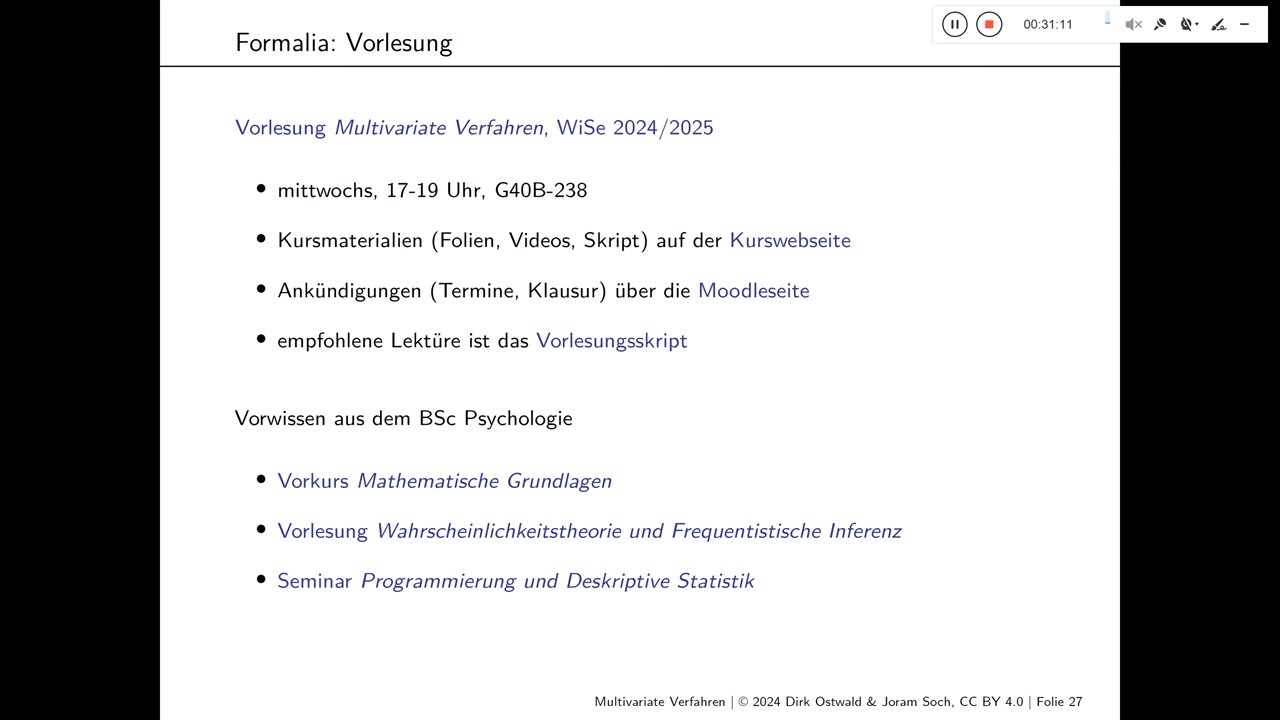 00:31:11
Formalia: Vorlesung
Vorlesung Multivariate Verfahren, WiSe 2024/2025
• mittwochs, 17-19 Uhr, G40B-238
• Kursmaterialien (Folien, Videos, Skript) auf der Kurswebseite
• Ankündigungen (Termine, Klausur) über die Moodleseite
• empfohlene Lektüre ist das Vorlesungsskript
Vorwissen aus dem BSc Psychologie
• Vorkurs Mathematische Grundlagen
• Vorlesung Wahrscheinlichkeitstheorie und Frequentistische Inferenz
• Seminar Programmierung und Deskriptive Statistik
Multivariate Verfahren | © 2024 Dirk Ostwald & Joram Soch, CC BY 4.0 | Folie 27